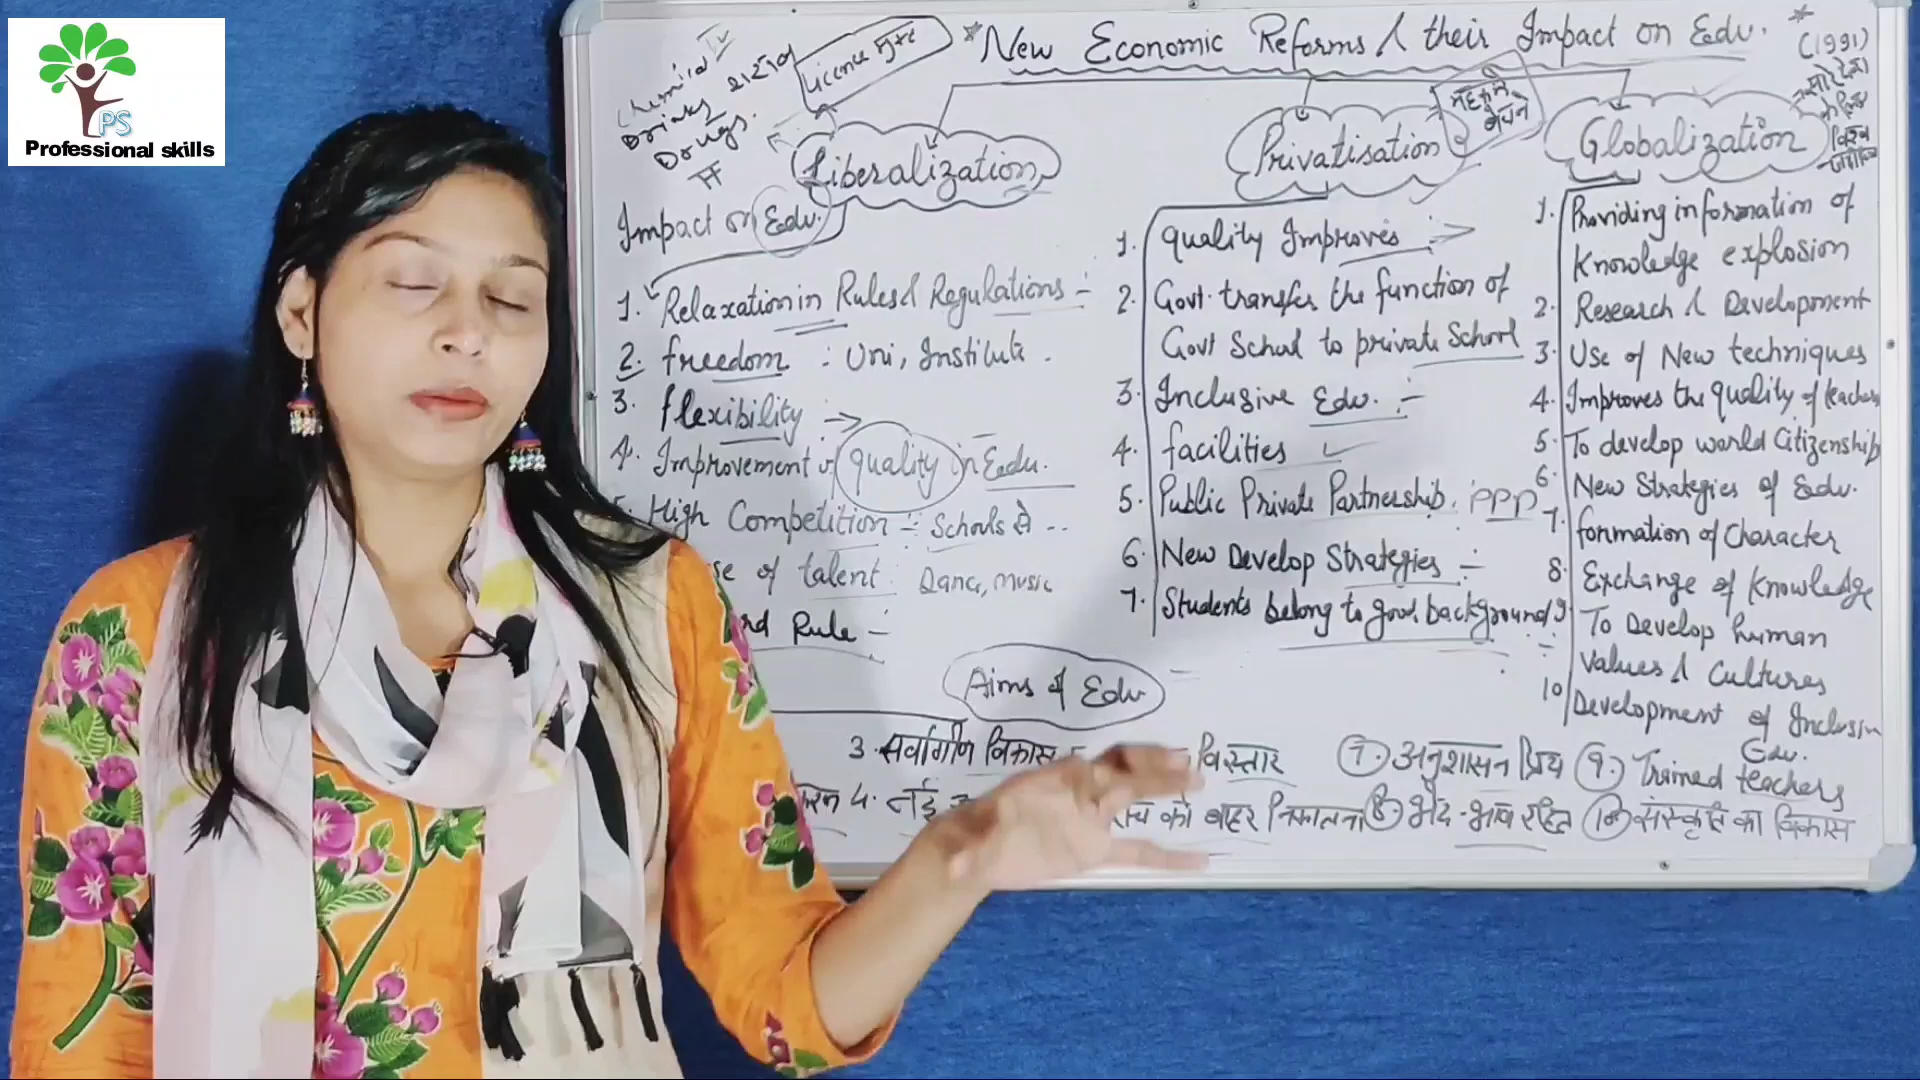 PS
Professional skills
* New Economic Reforms & their Impact on Edu. *
(1991)
Drinks
Drugs.
Licence
Liberalization
Impact on Edu.
1. Relaxation in Rules & Regulations :-
2. freedom : Uni, Institute.
3. flexibility →
4. Improvement of quality in Edu.
5. High Competition :- Schools से --
se of talent : Dance, music
rd Rule -
Privatisation
1. quality Improves
2. Govt. transfer the function of
Govt School to private School
3. Inclusive Edu. :-
4. facilities
5. Public Private Partnership. PPP
6. New Develop Strategies :-
7. Students belong to good background
Globalization
1. Providing information of
Knowledge explosion
2. Research & Development
3. Use of New techniques
4. Improves the quality of teachers
5. To develop world Citizenship
6. New Strategies of Edu.
7. formation of Character
8. Exchange of Knowledge
9. To Develop human
Values & Cultures
10 Development of Inclusive
Edu.
Aims of Edu
3. सर्वागीण विकास
विस्तार
7. अनुशासन प्रिय
9. Trained teachers
4. नई
को बाहर निकालना
8. भेद-भाव रहित
10 संस्कृति का विकास